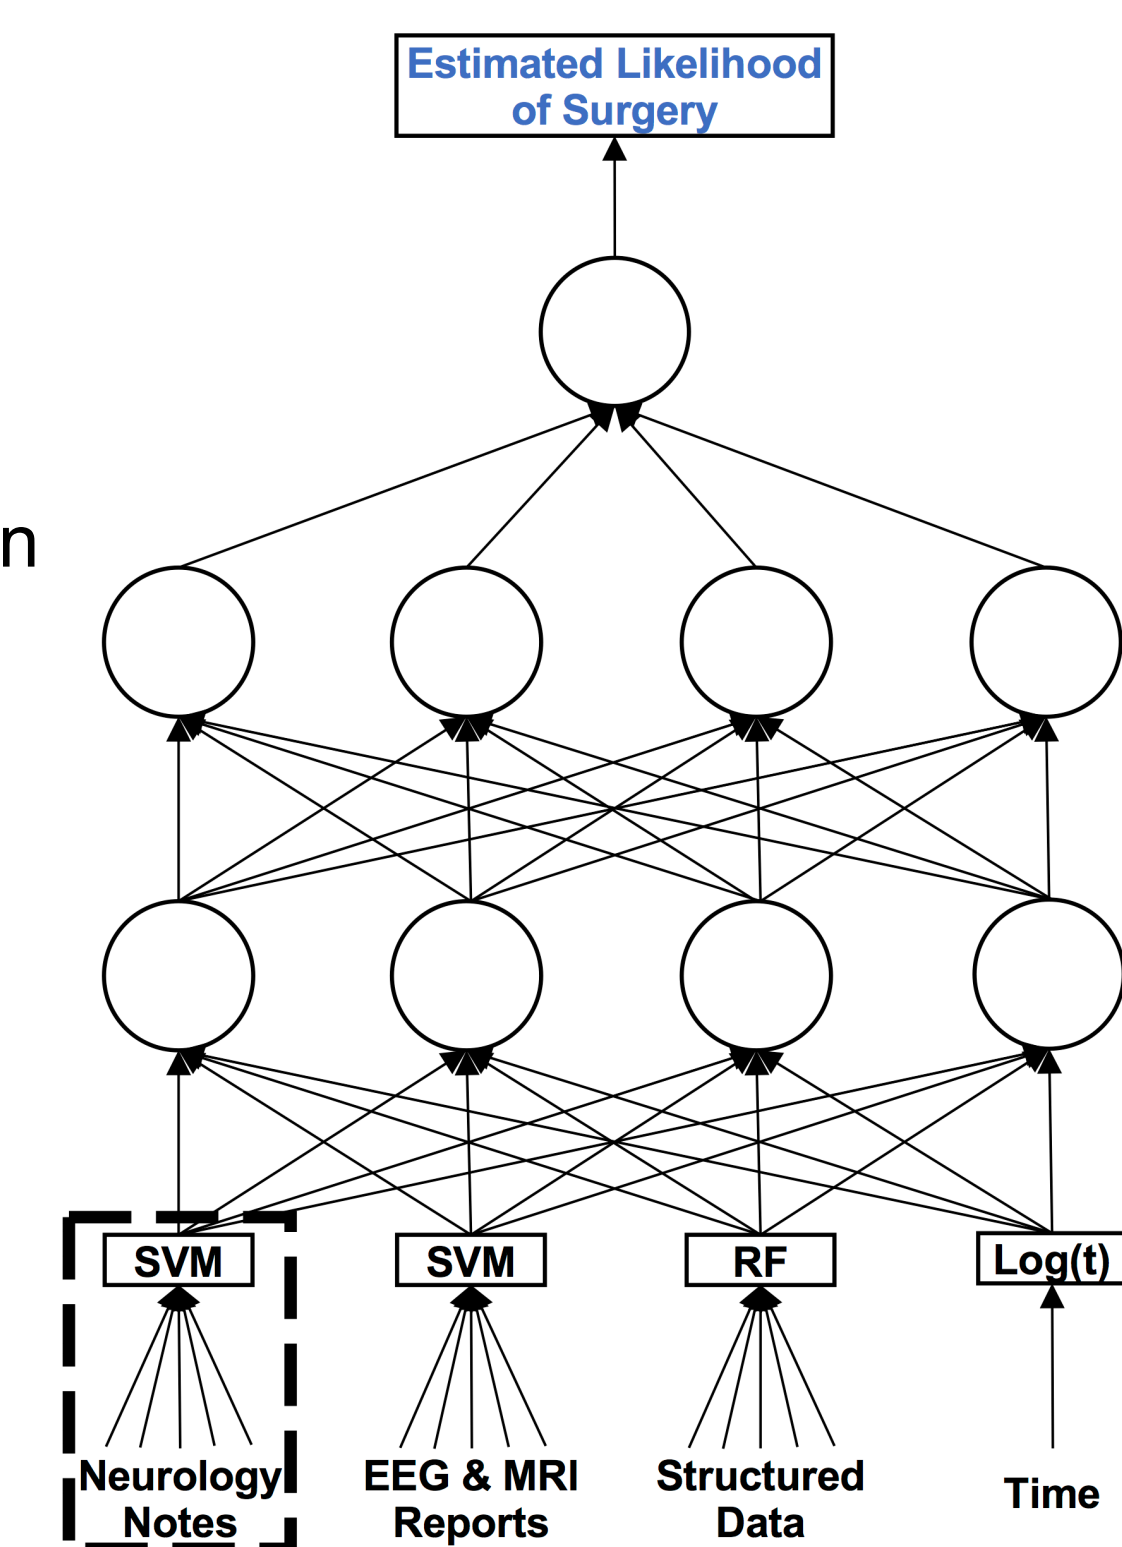 Estimated Likelihood
of Surgery
n
SVM
SVM
RF
Log(t)
Neurology
Notes
EEG & MRI
Reports
Structured
Data
Time